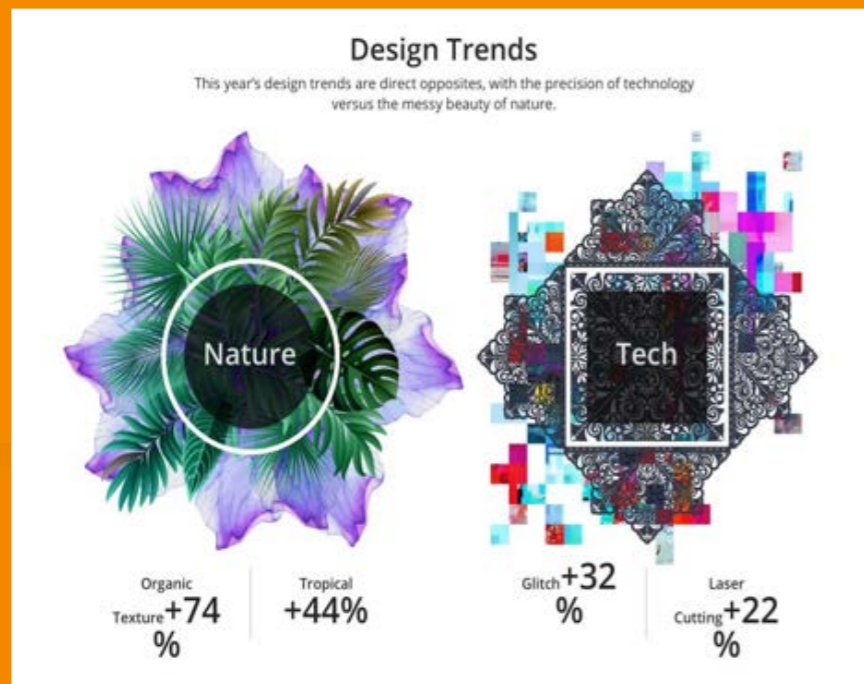 Design Trends
This year's design trends are direct opposites, with the precision of technology
versus the messy beauty of nature.
Nature
Tech
Organic
Texture+74
%
Tropical
+44%
Glitch+32
%
Laser
Cutting+22
%